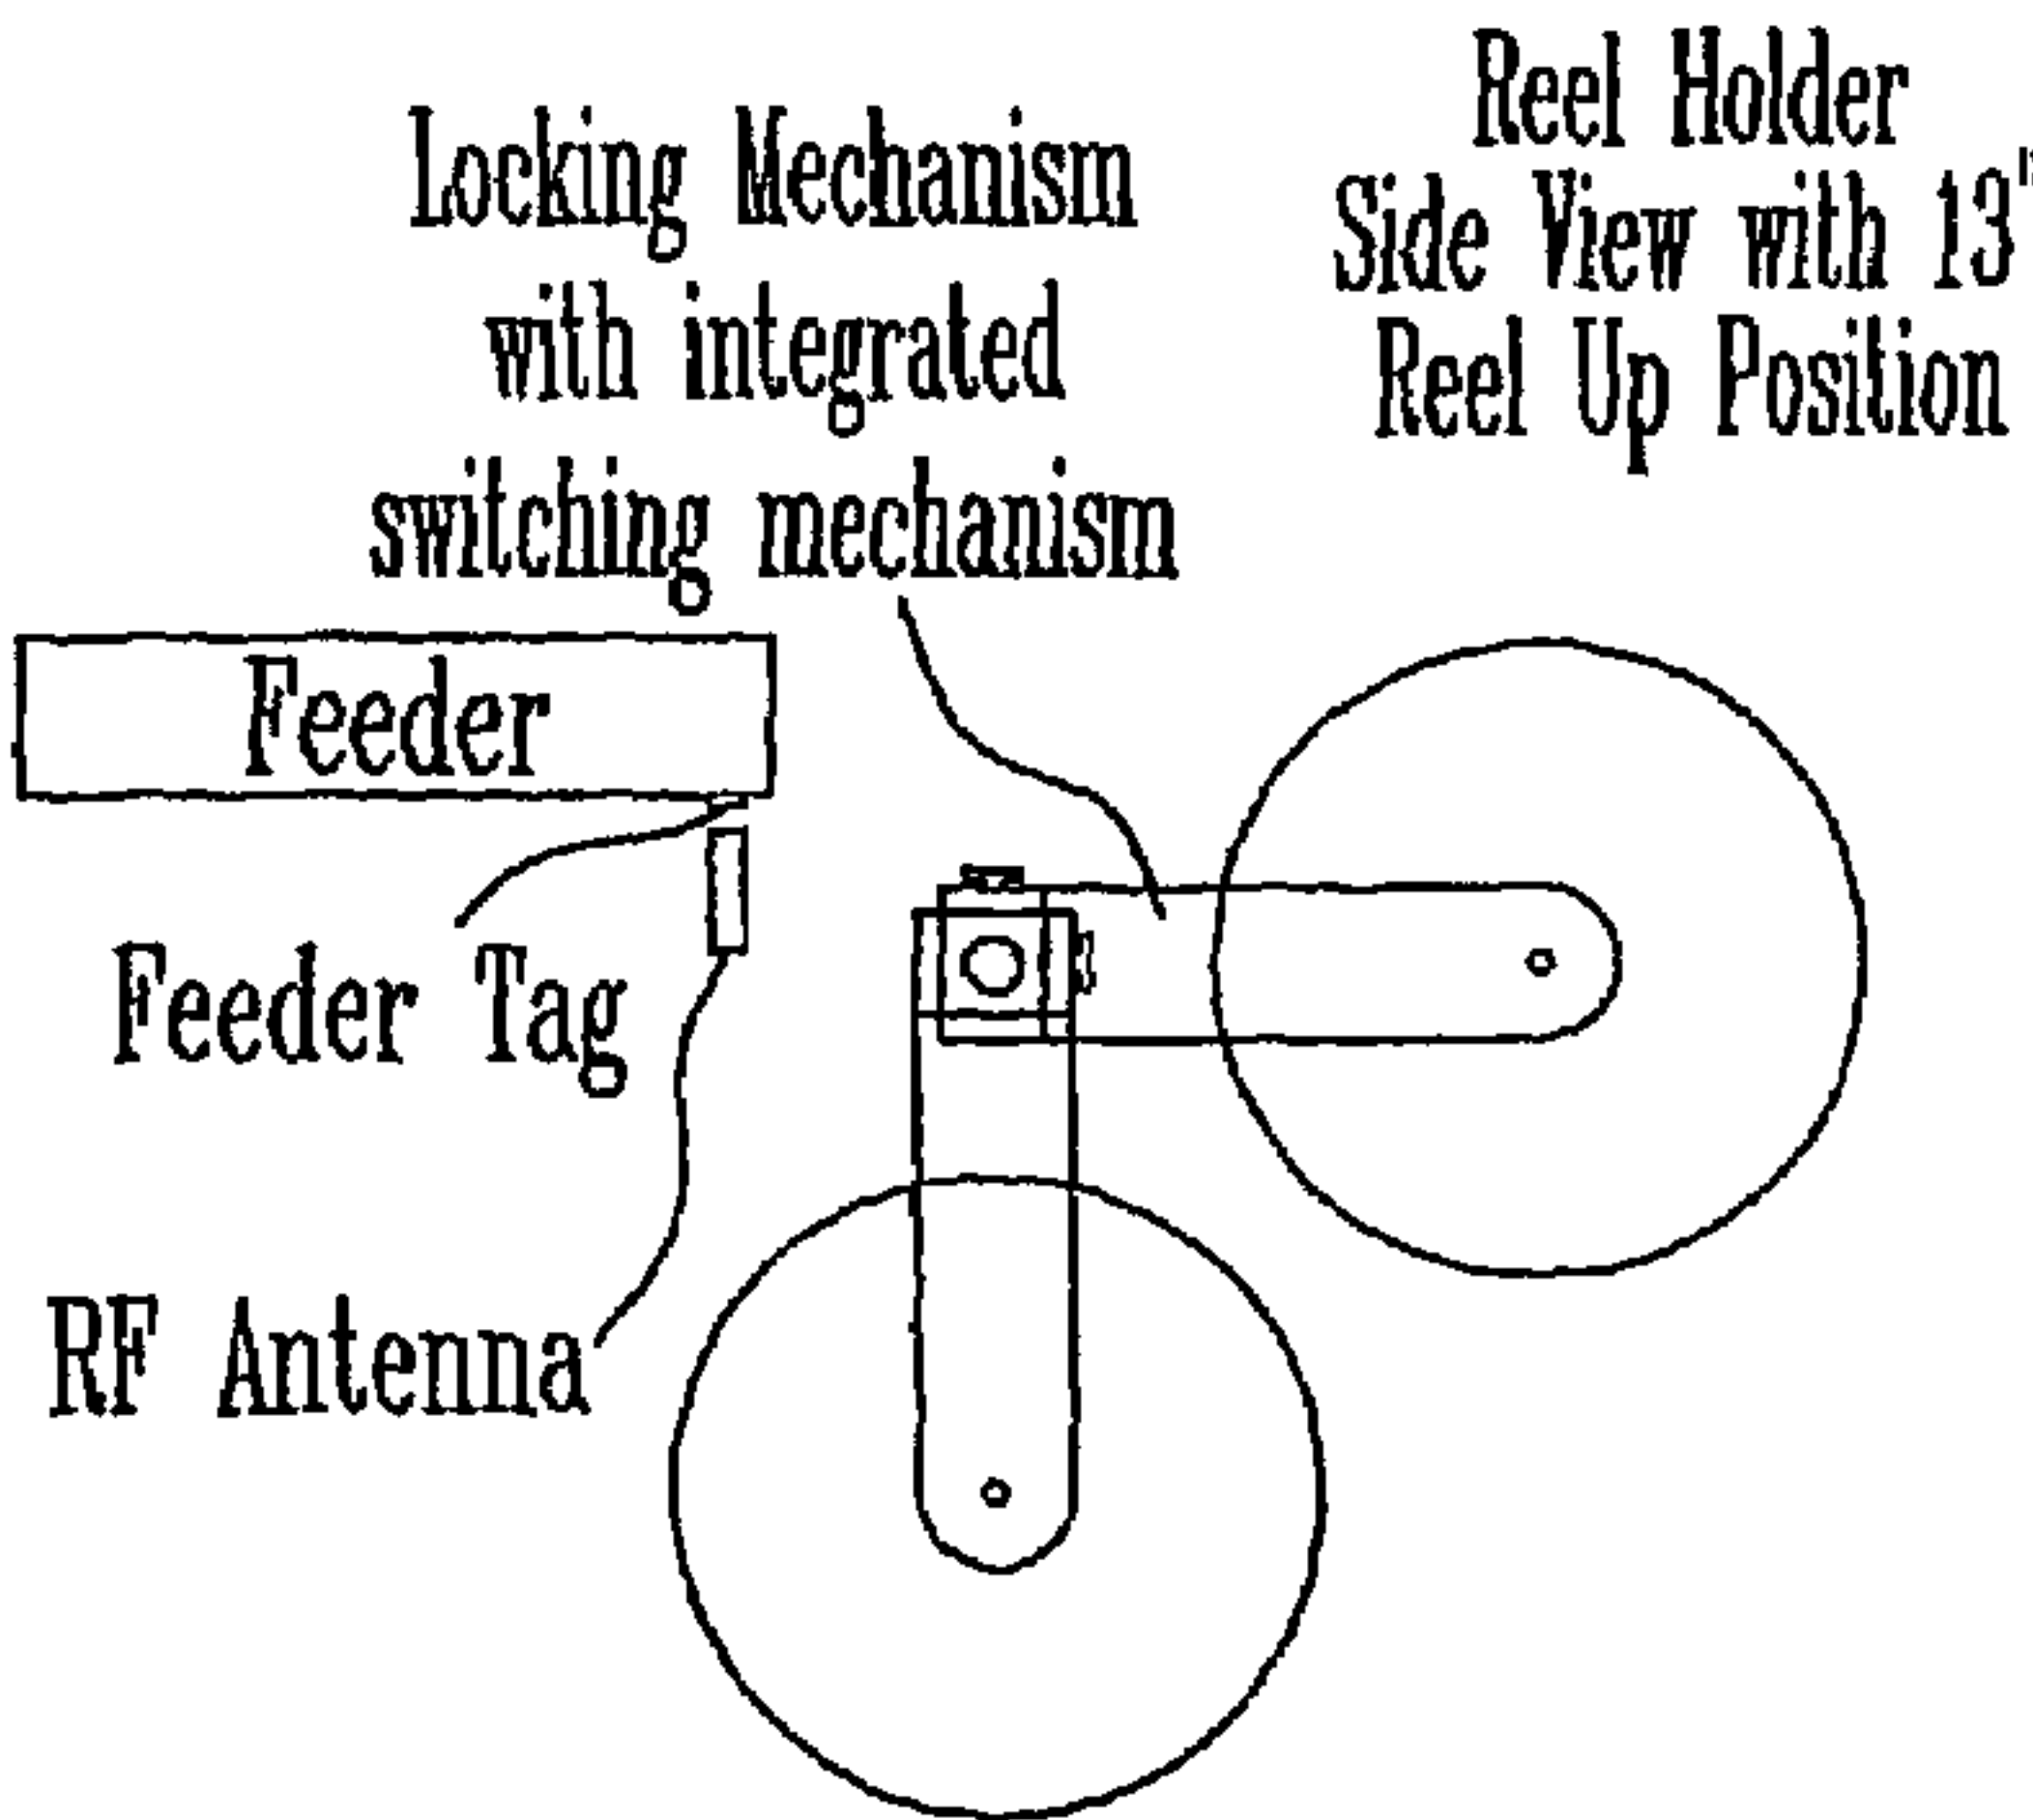 Reel Holder
Side View with 13"
Reel Up Position
Locking Mechanism
with integrated
switching mechanism
Feeder
Feeder Tag
RF Antenna